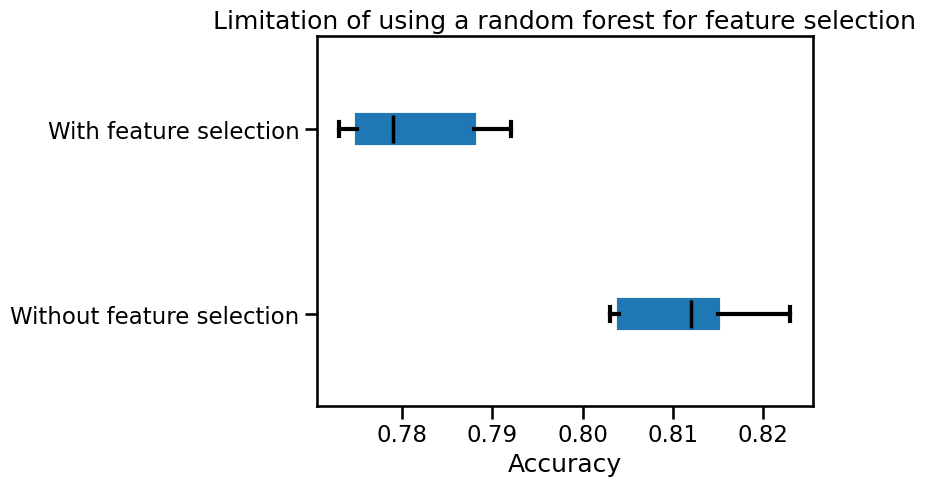 Limitation of using a random forest for feature selection
With feature selection
Without feature selection
0.78 0.79 0.80 0.81 0.82
Accuracy